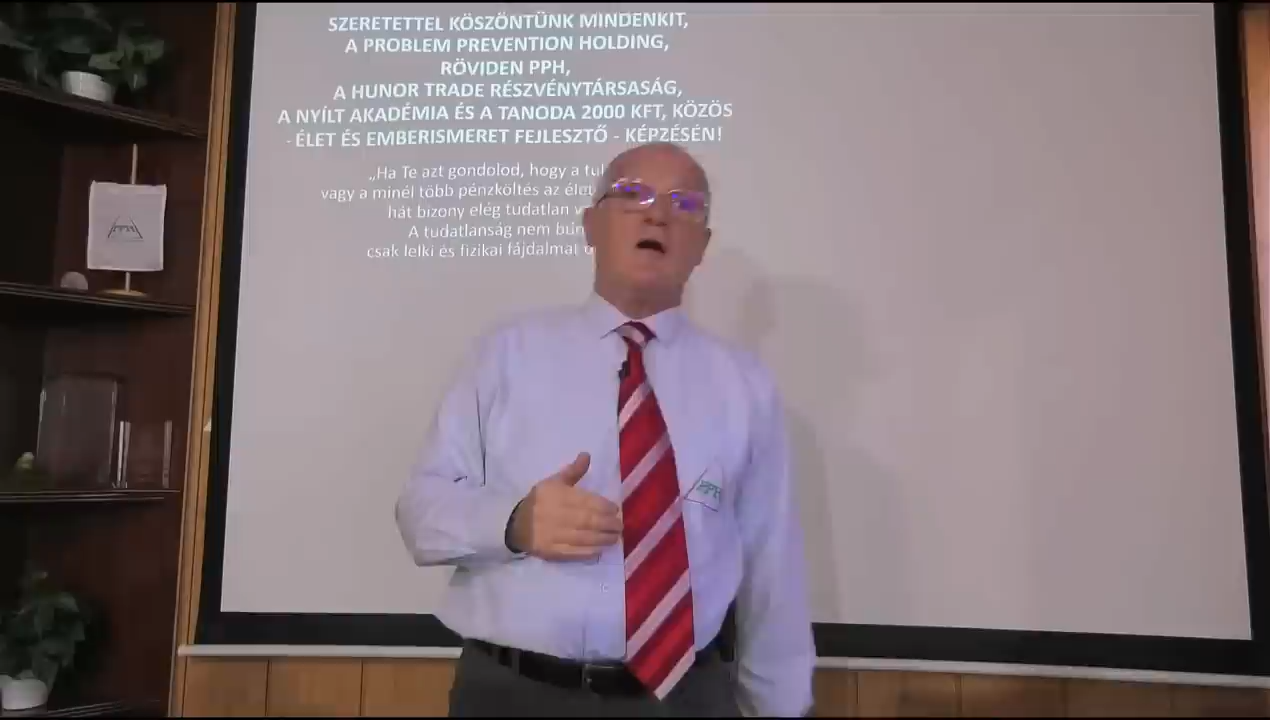 SZERETETTEL KÖSZÖNTÜNK MINDENKIT,
A PROBLEM PREVENTION HOLDING,
RÖVIDEN PPH,
A HUNOR TRADE RÉSZVÉNYTÁRSASÁG,
A NYÍLT AKADÉMIA ÉS A TANODA 2000 KFT, KÖZÖS
- ÉLET ÉS EMBERISMERET FEJLESZTŐ - KÉPZÉSÉN!
„Ha Te azt gondolod, hogy a
vagy a minél több pénzköltés az
hát bizony elég tudatlan
A tudatlanság nem
csak lelki és fizikai fájdalmat
PPH
PPH